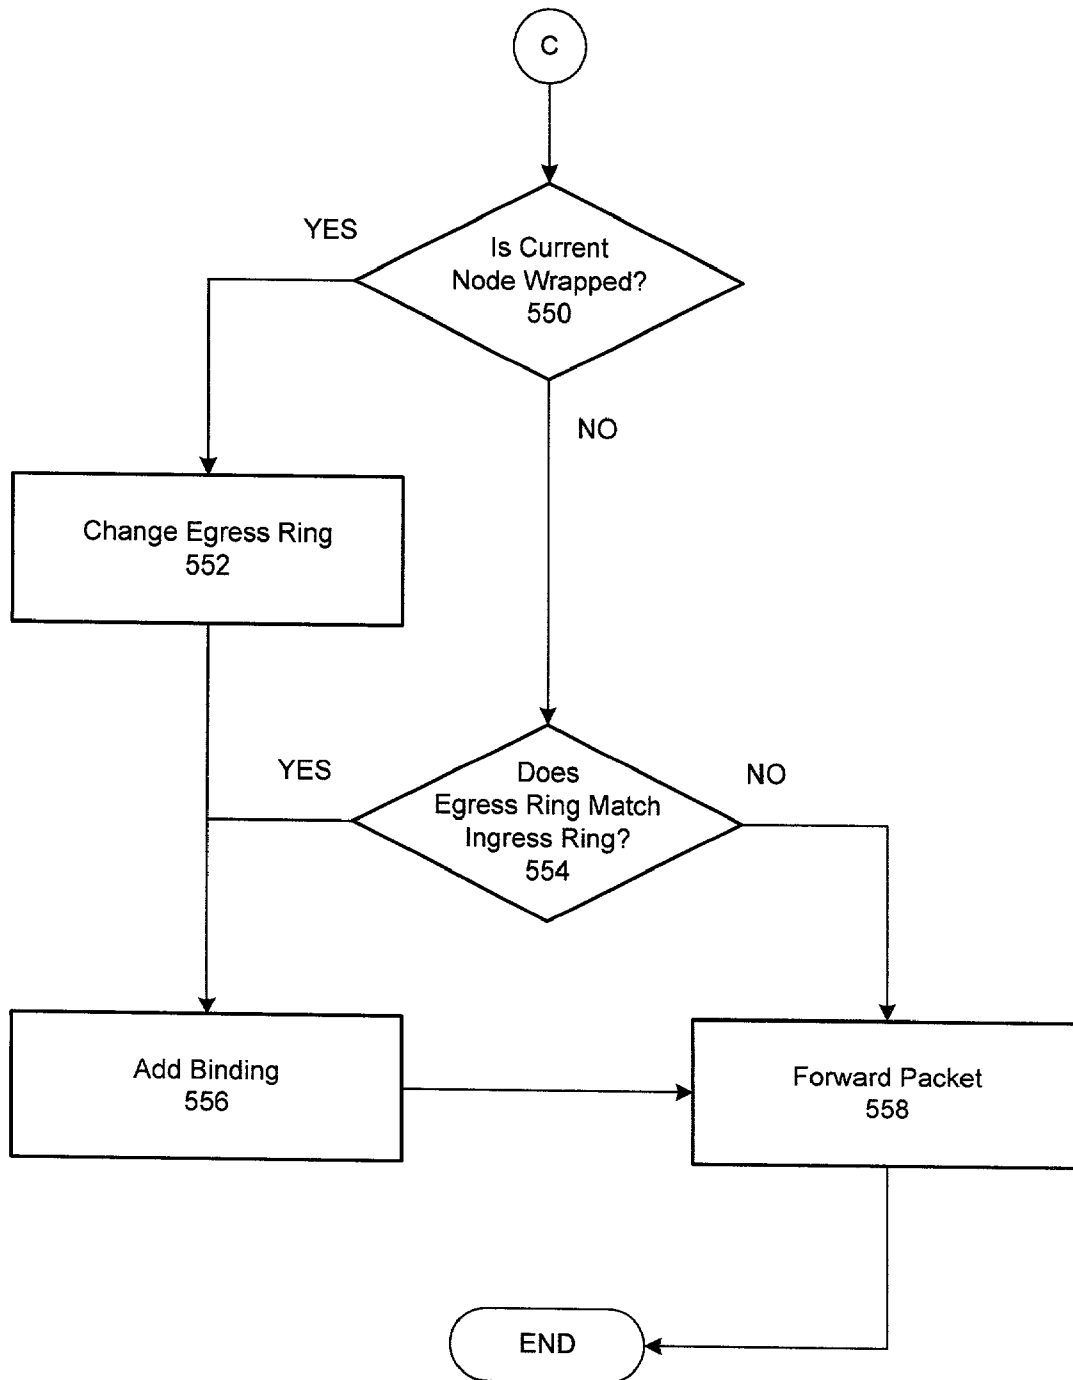 C
YES
Is Current
Node Wrapped?
550
NO
Change Egress Ring
552
YES
Does
Egress Ring Match
Ingress Ring?
554
NO
Add Binding
556
Forward Packet
558
END